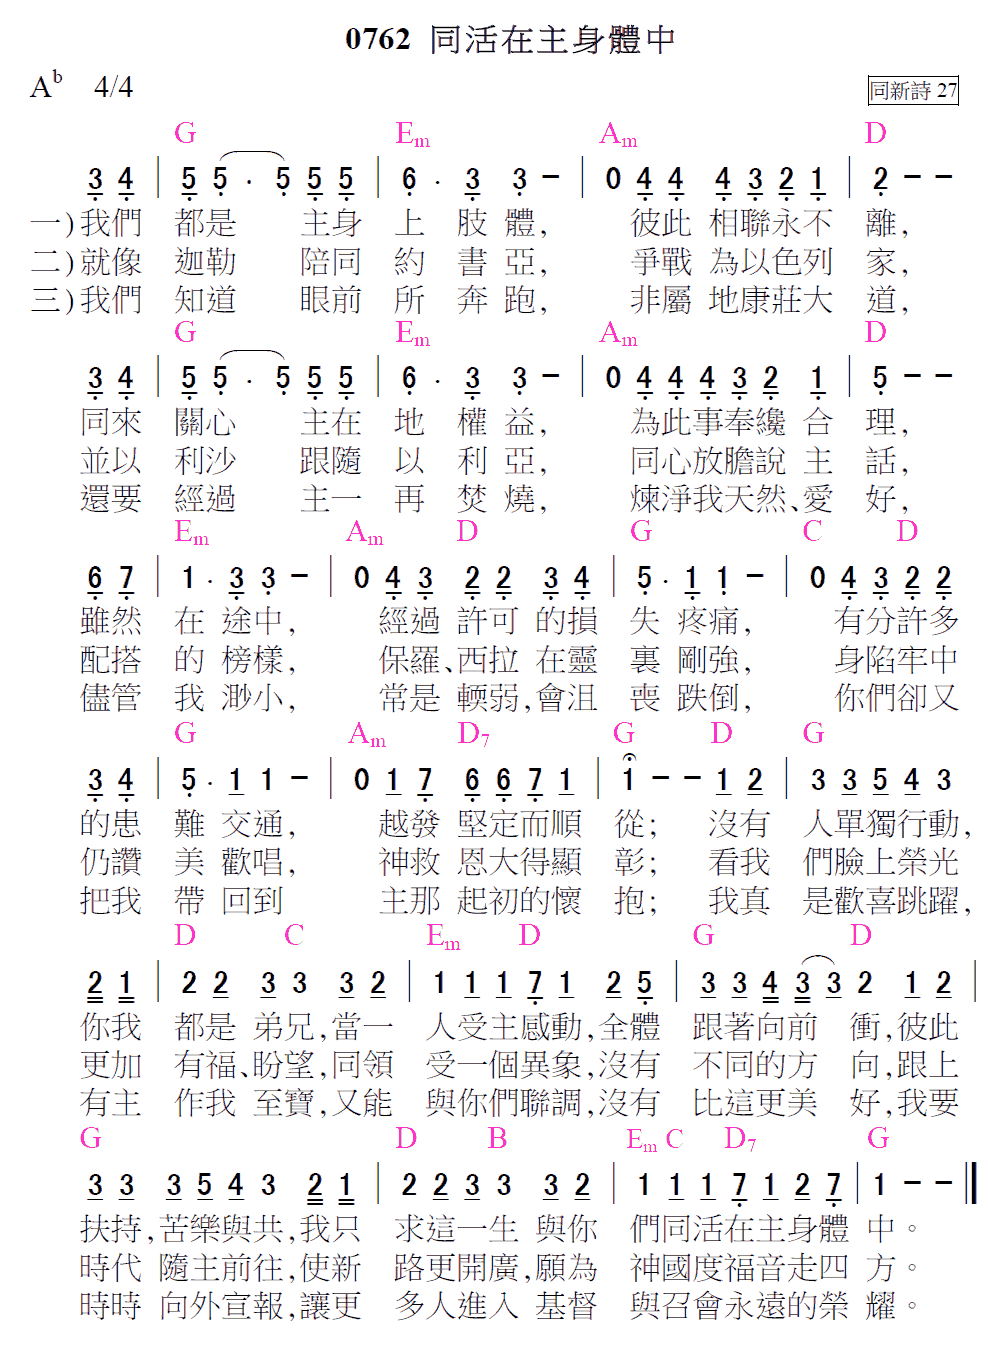 0762 同活在主身體中
A♭ 4/4 同新詩 27
G Em Am D
3 4 | 5 5 . 5 5 5 | 6 . 3 3 － | 0 4 4 4 3 2 1 | 2 － －
一)我們 都是 主身 上 肢 體, 彼此 相聯永不 離,
二)就像 迦勒 陪同 約 書 亞, 爭戰 為以色列 家,
三)我們 知道 眼前 所 奔 跑, 非屬 地康莊大 道,
G Em Am D
3 4 | 5 5 . 5 5 5 | 6 . 3 3 － | 0 4 4 4 3 2 1 | 5 － －
同來 關心 主在 地 權 益, 為此事奉纔 合 理,
並以 利沙 跟隨 以 利 亞, 同心放膽說 主 話,
還要 經過 主一 再 焚 燒, 煉淨我天然、愛 好,
Em Am D G C D
6 7 | 1 . 3 3 － | 0 4 3 2 2 3 4 | 5 . 1 1 － | 0 4 3 2 2
雖然 在 途中, 經過 許可 的損 失 疼痛, 有分許多
配搭 的 榜樣, 保羅、西拉 在靈 裏 剛強, 身陷牢中
儘管 我 渺小, 常是 輭弱,會沮 喪 跌倒, 你們卻又
G Am D7 G D G
3 4 | 5 . 1 1 － | 0 1 7 6 6 7 1 | 1 － － 1 2 | 3 3 5 4 3
的患 難 交通, 越發 堅定而順 從; 沒有 人單獨行動,
仍讚 美 歡唱, 神救 恩大得顯 彰; 看我 們臉上榮光
把我 帶 回到 主那 起初的懷 抱; 我真 是歡喜跳躍,
D C Em D G D
2 1 | 2 2 3 3 3 2 | 1 1 1 7 1 2 5 | 3 3 4 3 3 2 1 2 |
你我 都是 弟兄,當一 人受主感動,全體 跟著向前 衝,彼此
更加 有福、盼望,同領 受一個異象,沒有 不同的方 向,跟上
有主 作我 至寶,又能 與你們聯調,沒有 比這更美 好,我要
G D B Em C D7 G
3 3 3 5 4 3 2 1 | 2 2 3 3 3 2 | 1 1 1 7 1 2 7 | 1 － － ‖
扶持,苦樂與共,我只 求這一生 與你 們同活在主身體 中。
時代 隨主前往,使新 路更開廣,願為 神國度福音走四 方。
時時 向外宣報,讓更 多人進入 基督 與召會永遠的榮 耀。